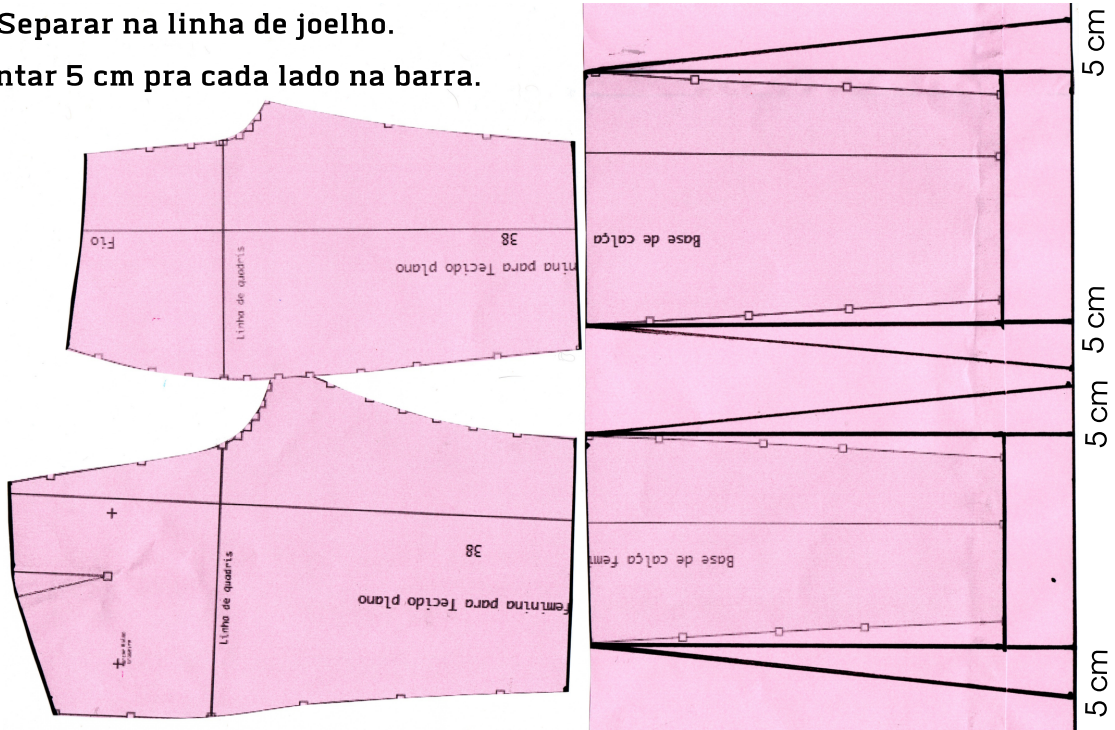 Separar na linha de joelho.
ntar 5 cm pra cada lado na barra.
5 cm
Fio
Linha de quadris
38
nina para Tecido plano
Base de calça
5 cm
5 cm
Linha de quadris
38
feminina para Tecido plano
Base de calça femi
5 cm